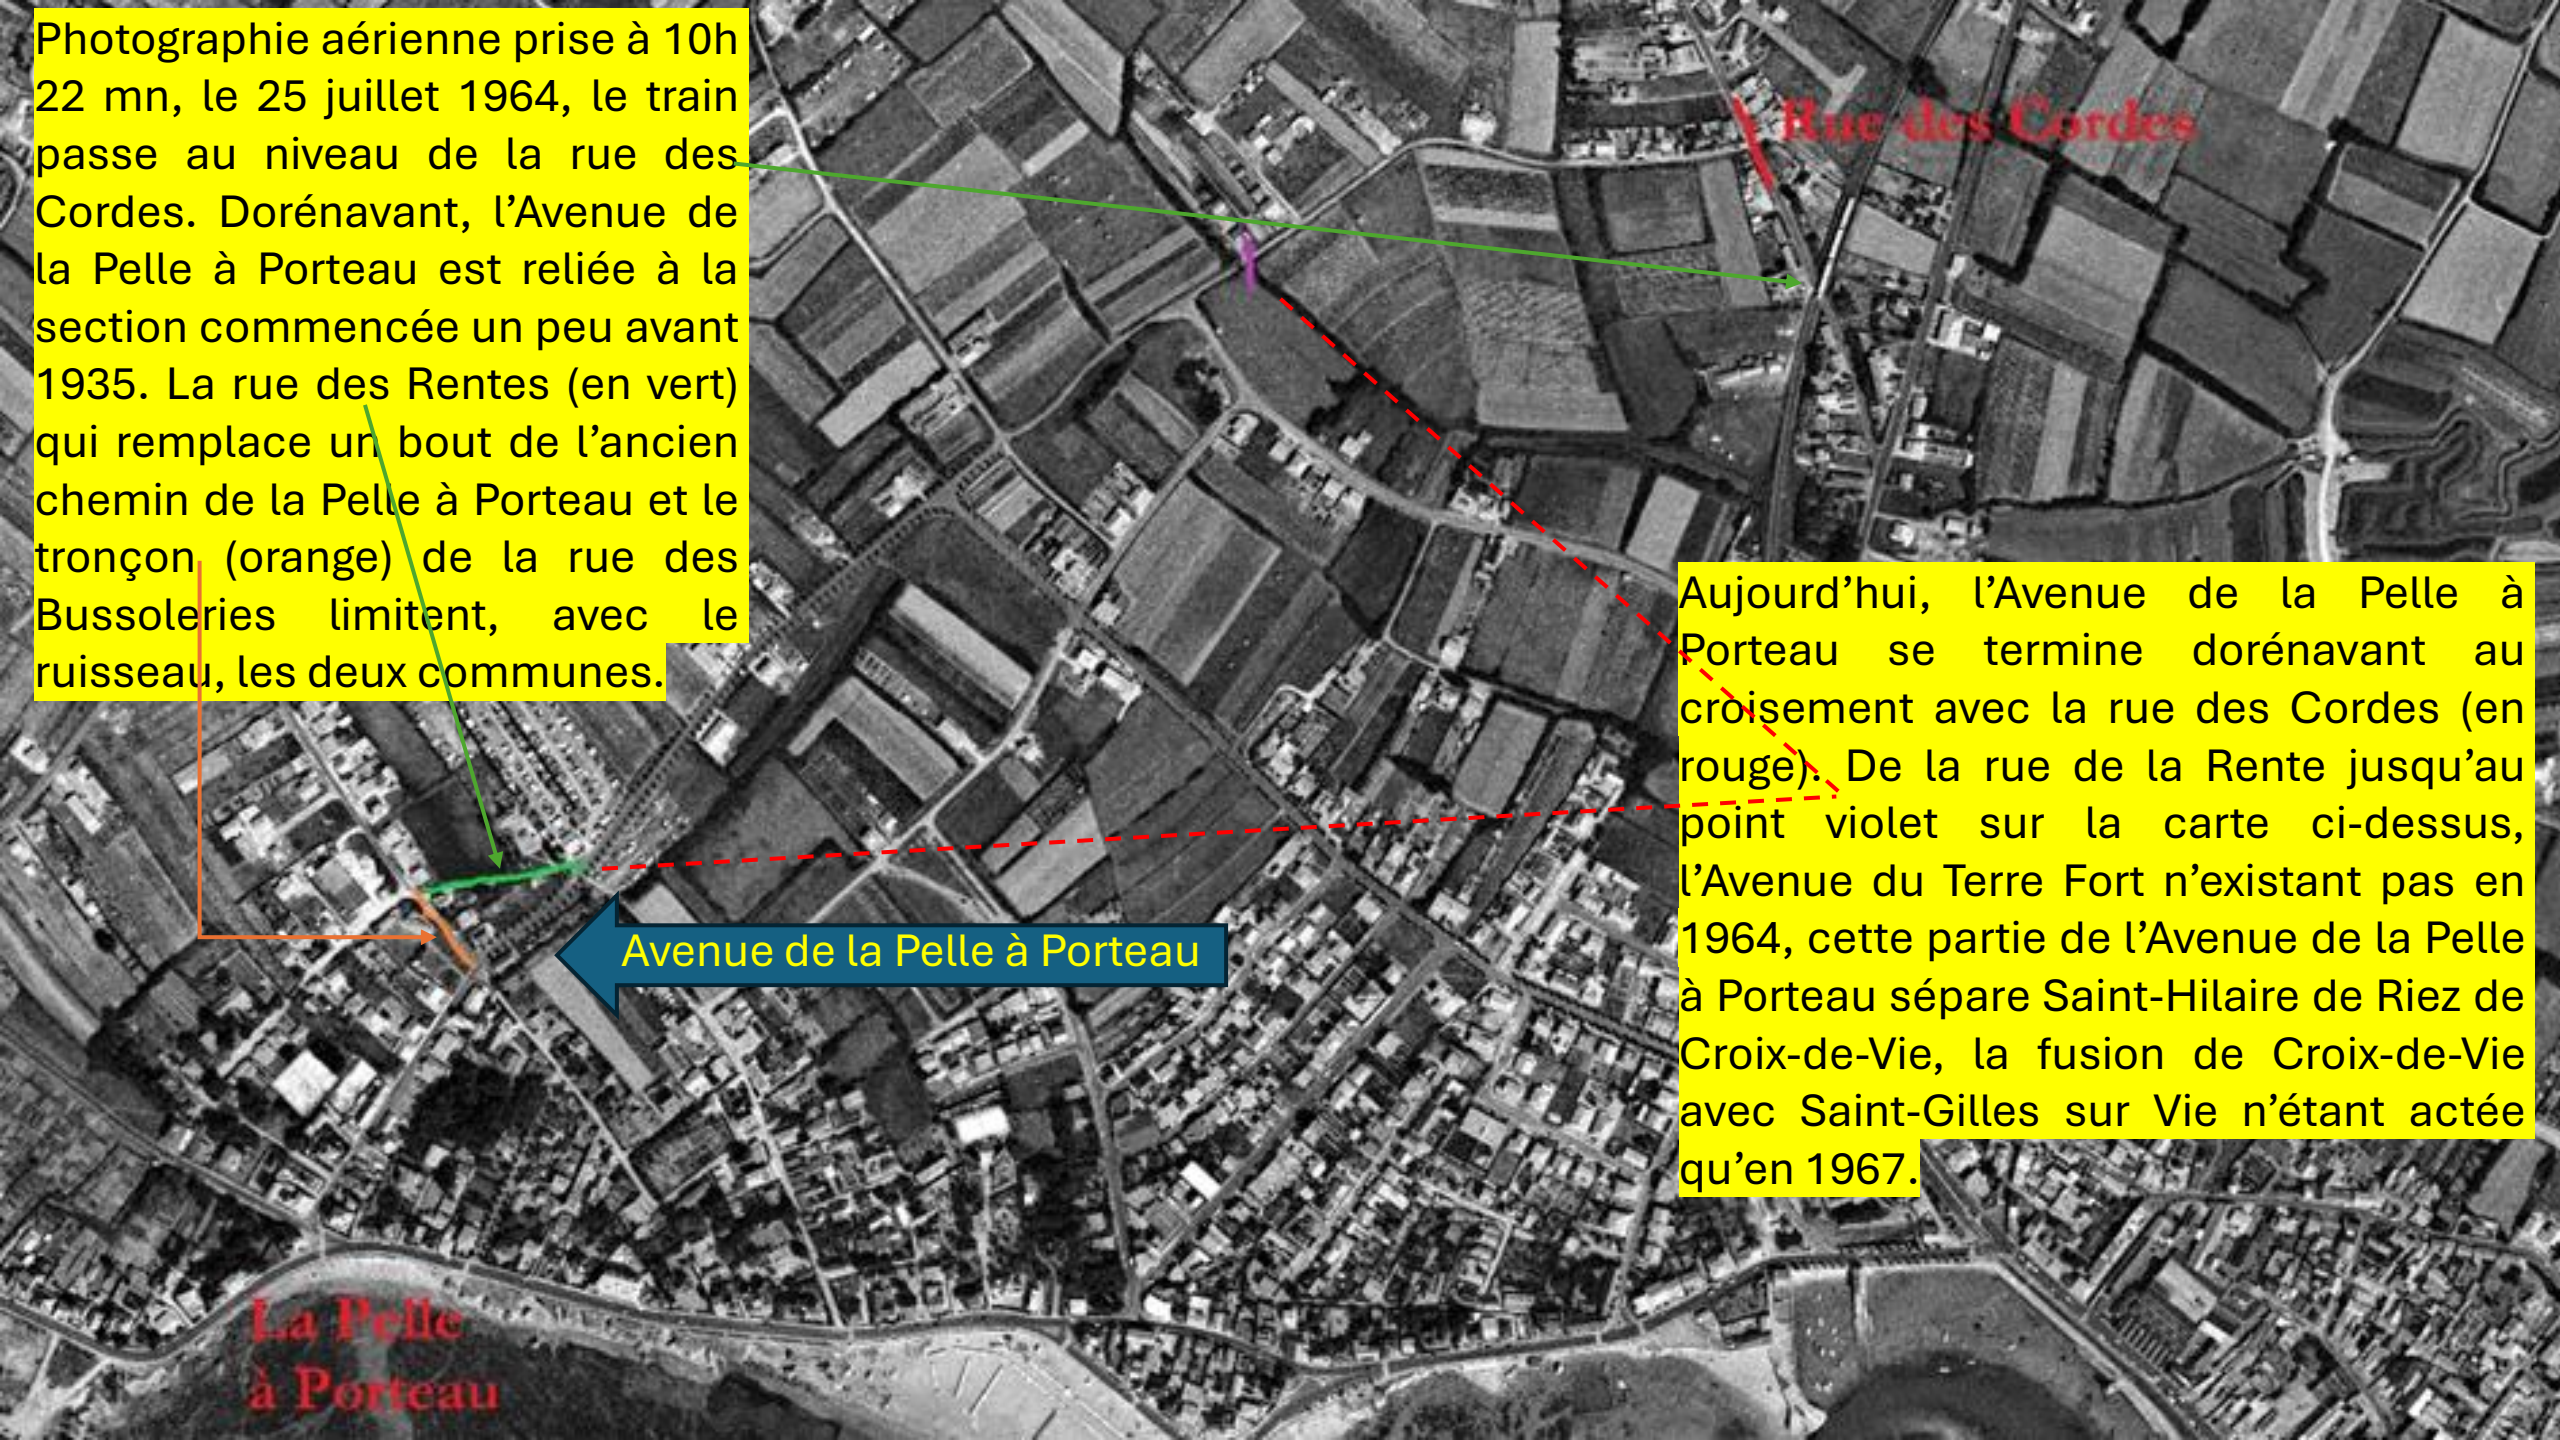 Photographie aérienne prise à 10h
22 mn, le 25 juillet 1964, le train
passe au niveau de la rue des
Cordes. Dorénavant, l’Avenue de
la Pelle à Porteau est reliée à la
section commencée un peu avant
1935. La rue des Rentes (en vert)
qui remplace un bout de l’ancien
chemin de la Pelle à Porteau et le
tronçon (orange) de la rue des
Bussoleries limitent, avec le
ruisseau, les deux communes.
Rue des Cordes
Aujourd’hui, l’Avenue de la Pelle à
Porteau se termine dorénavant au
croisement avec la rue des Cordes (en
rouge). De la rue de la Rente jusqu’au
point violet sur la carte ci-dessus,
l’Avenue du Terre Fort n’existant pas en
1964, cette partie de l’Avenue de la Pelle
à Porteau sépare Saint-Hilaire de Riez de
Croix-de-Vie, la fusion de Croix-de-Vie
avec Saint-Gilles sur Vie n’étant actée
qu’en 1967.
Avenue de la Pelle à Porteau
La Pelle
à Porteau